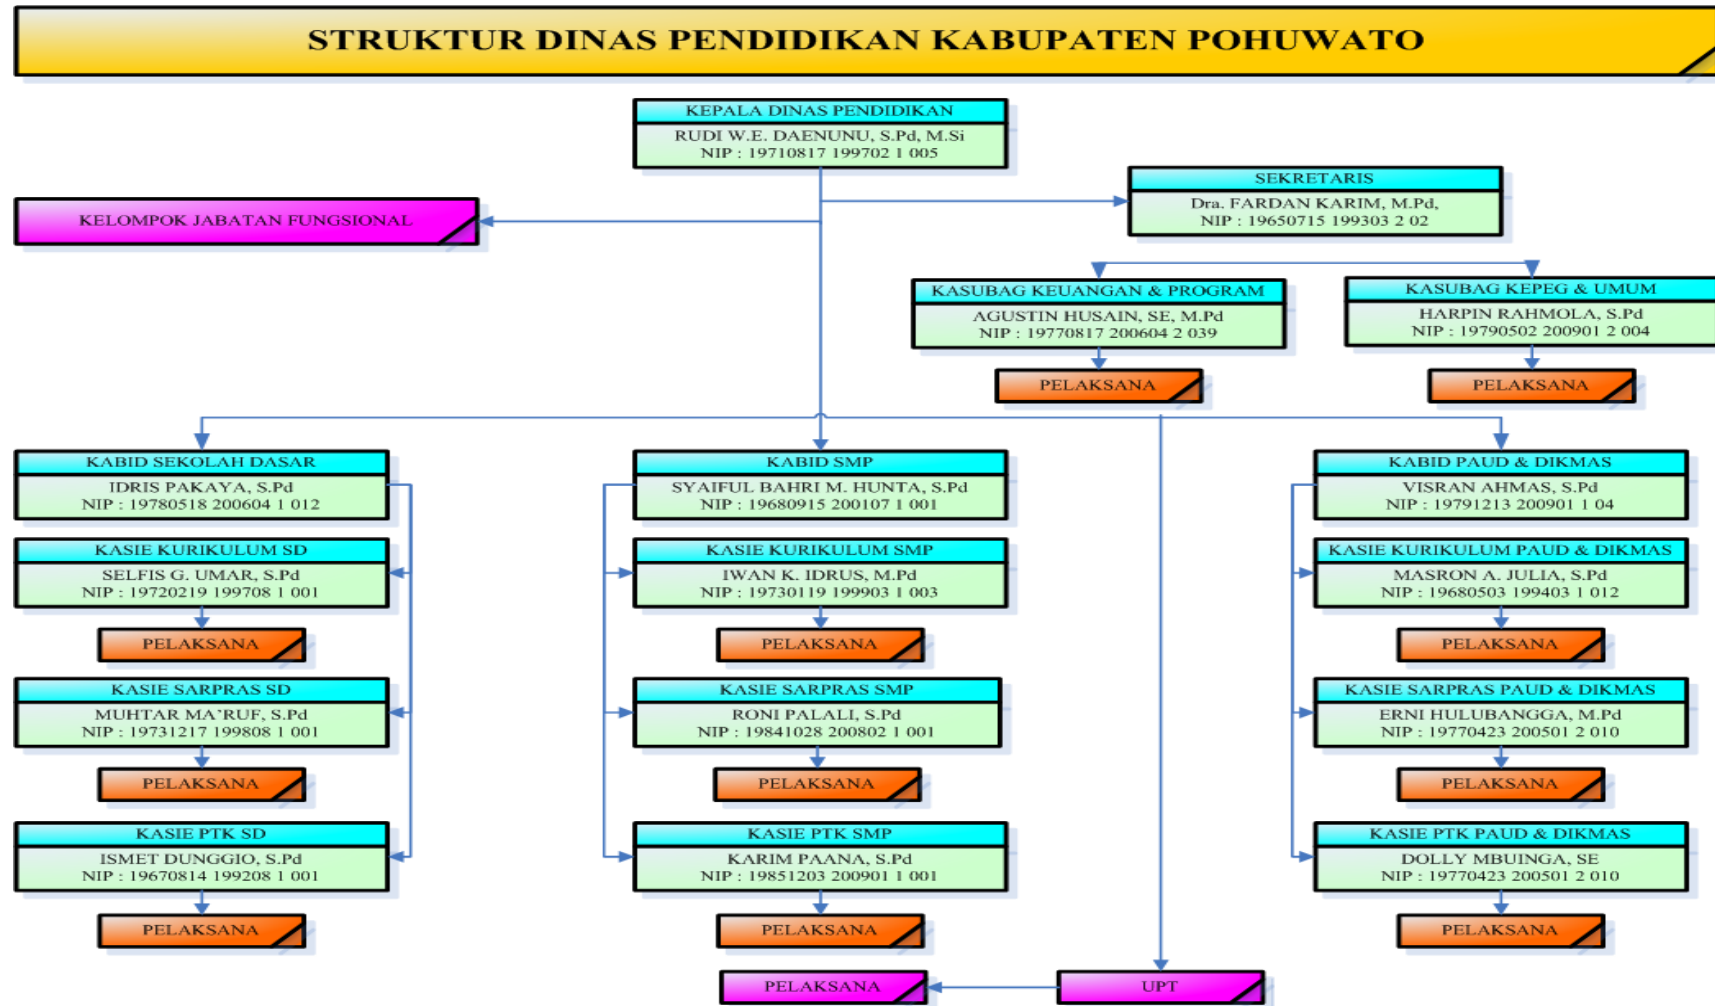 STRUKTUR DINAS PENDIDIKAN KABUPATEN POHUWATO
KEPALA DINAS PENDIDIKAN
RUDI W.E. DAENUNU, S.Pd, M.Si
NIP : 19710817 199702 1 005
SEKRETARIS
Dra. FARDAN KARIM, M.Pd,
NIP : 19650715 199303 2 02
KELOMPOK JABATAN FUNGSIONAL
KASUBAG KEUANGAN & PROGRAM
AGUSTIN HUSAIN, SE, M.Pd
NIP : 19770817 200604 2 039
PELAKSANA
KASUBAG KEPEG & UMUM
HARPIN RAHMOLA, S.Pd
NIP : 19790502 200901 2 004
PELAKSANA
KABID SEKOLAH DASAR
IDRIS PAKAYA, S.Pd
NIP : 19780518 200604 1 012
KASIE KURIKULUM SD
SELFIS G. UMAR, S.Pd
NIP : 19720219 199708 1 001
PELAKSANA
KASIE SARPRAS SD
MUHTAR MA'RUF, S.Pd
NIP : 19731217 199808 1 001
PELAKSANA
KASIE PTK SD
ISMET DUNGGIO, S.Pd
NIP : 19670814 199208 1 001
PELAKSANA
KABID SMP
SYAIFUL BAHRI M. HUNTA, S.Pd
NIP : 19680915 200107 1 001
KASIE KURIKULUM SMP
IWAN K. IDRUS, M.Pd
NIP : 19730119 199903 1 003
PELAKSANA
KASIE SARPRAS SMP
RONI PALALI, S.Pd
NIP : 19841028 200802 1 001
PELAKSANA
KASIE PTK SMP
KARIM PAANA, S.Pd
NIP : 19851203 200901 1 001
PELAKSANA
KABID PAUD & DIKMAS
VISRAN AHMAS, S.Pd
NIP : 19791213 200901 1 04
KASIE KURIKULUM PAUD & DIKMAS
MASRON A. JULIA, S.Pd
NIP : 19680503 199403 1 012
PELAKSANA
KASIE SARPRAS PAUD & DIKMAS
ERNI HULUBANGGA, M.Pd
NIP : 19770423 200501 2 010
PELAKSANA
KASIE PTK PAUD & DIKMAS
DOLLY MBUINGA, SE
NIP : 19770423 200501 2 010
PELAKSANA
PELAKSANA
UPT